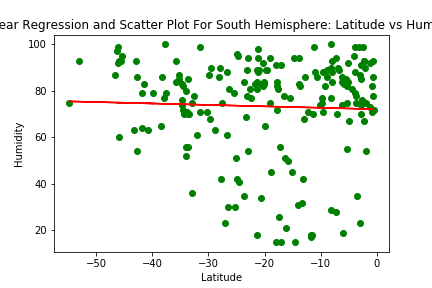 ear Regression and Scatter Plot For South Hemisphere: Latitude vs Hum
100
80
60
40
20
Humidity
−50 −40 −30 −20 −10 0
Latitude